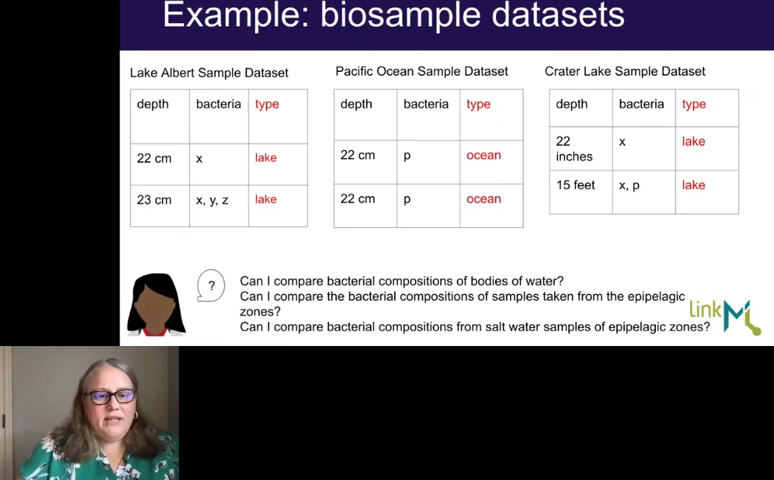 Example: biosample datasets
Lake Albert Sample Dataset
depth bacteria type
22 cm x lake
23 cm x, y, z lake
Pacific Ocean Sample Dataset
depth bacteria type
22 cm p ocean
22 cm p ocean
Crater Lake Sample Dataset
depth bacteria type
22 inches x lake
15 feet x, p lake
?
Can I compare bacterial compositions of bodies of water?
Can I compare the bacterial compositions of samples taken from the epipelagic
zones?
Can I compare bacterial compositions from salt water samples of epipelagic zones?
linkML